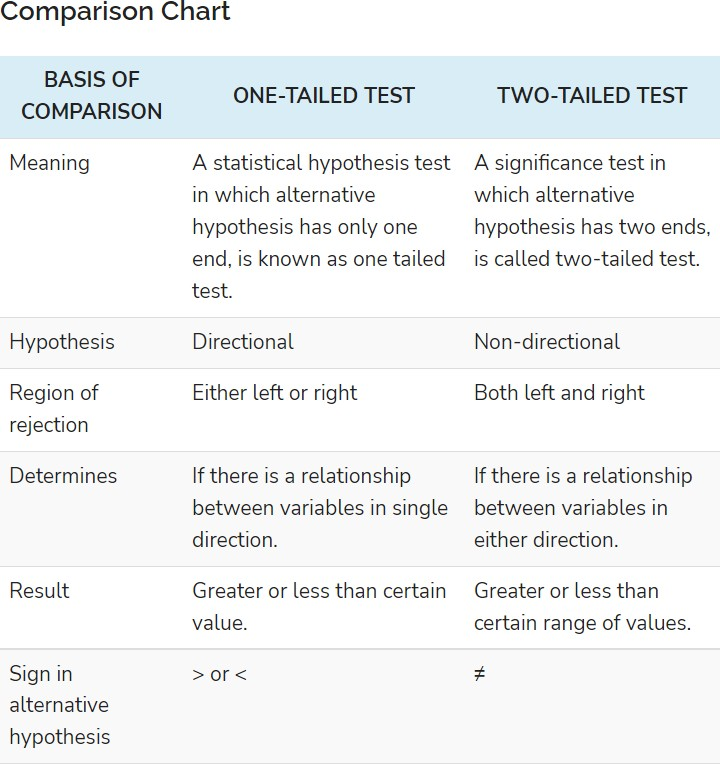 Comparison Chart
BASIS OF
COMPARISON
ONE-TAILED TEST
TWO-TAILED TEST
Meaning
A statistical hypothesis test
in which alternative
hypothesis has only one
end, is known as one tailed
test.
A significance test in
which alternative
hypothesis has two ends,
is called two-tailed test.
Hypothesis
Directional
Non-directional
Region of
rejection
Either left or right
Both left and right
Determines
If there is a relationship
between variables in single
direction.
If there is a relationship
between variables in
either direction.
Result
Greater or less than certain
value.
Greater or less than
certain range of values.
Sign in
alternative
hypothesis
> or <
≠